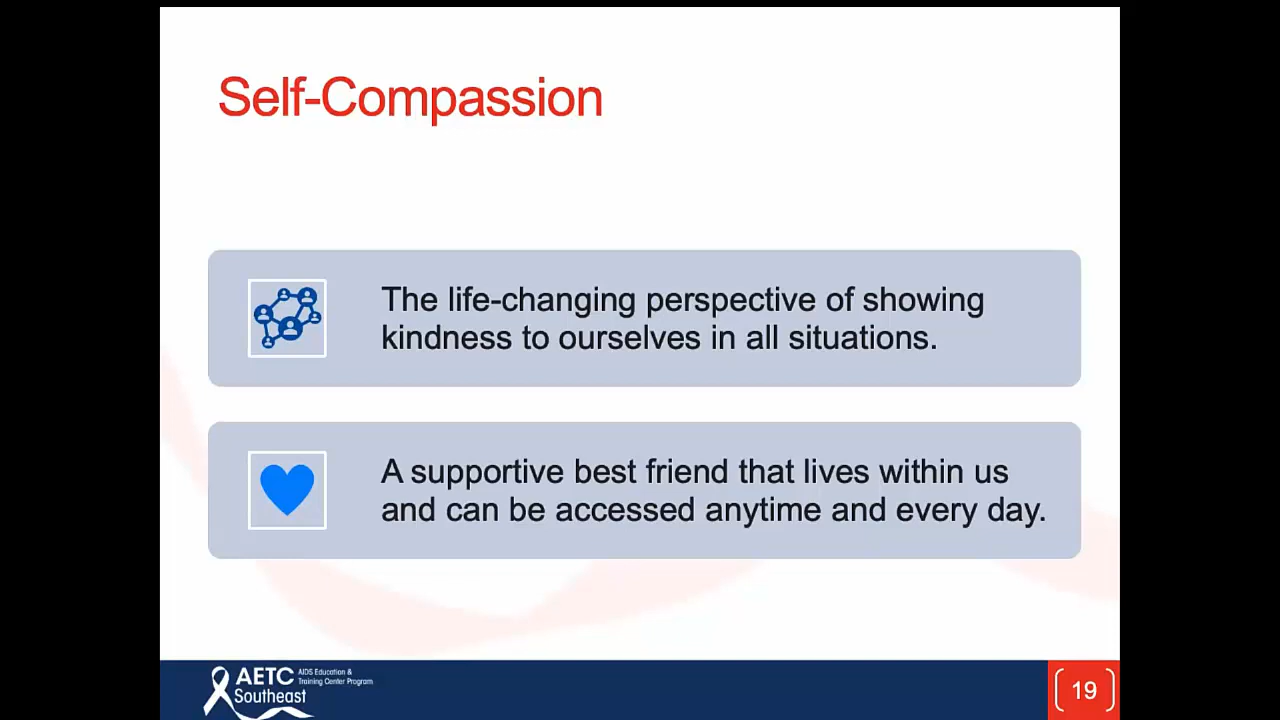 Self-Compassion
The life-changing perspective of showing
kindness to ourselves in all situations.
A supportive best friend that lives within us
and can be accessed anytime and every day.
AETC AIDS Education &
Training Center Program
Southeast
19